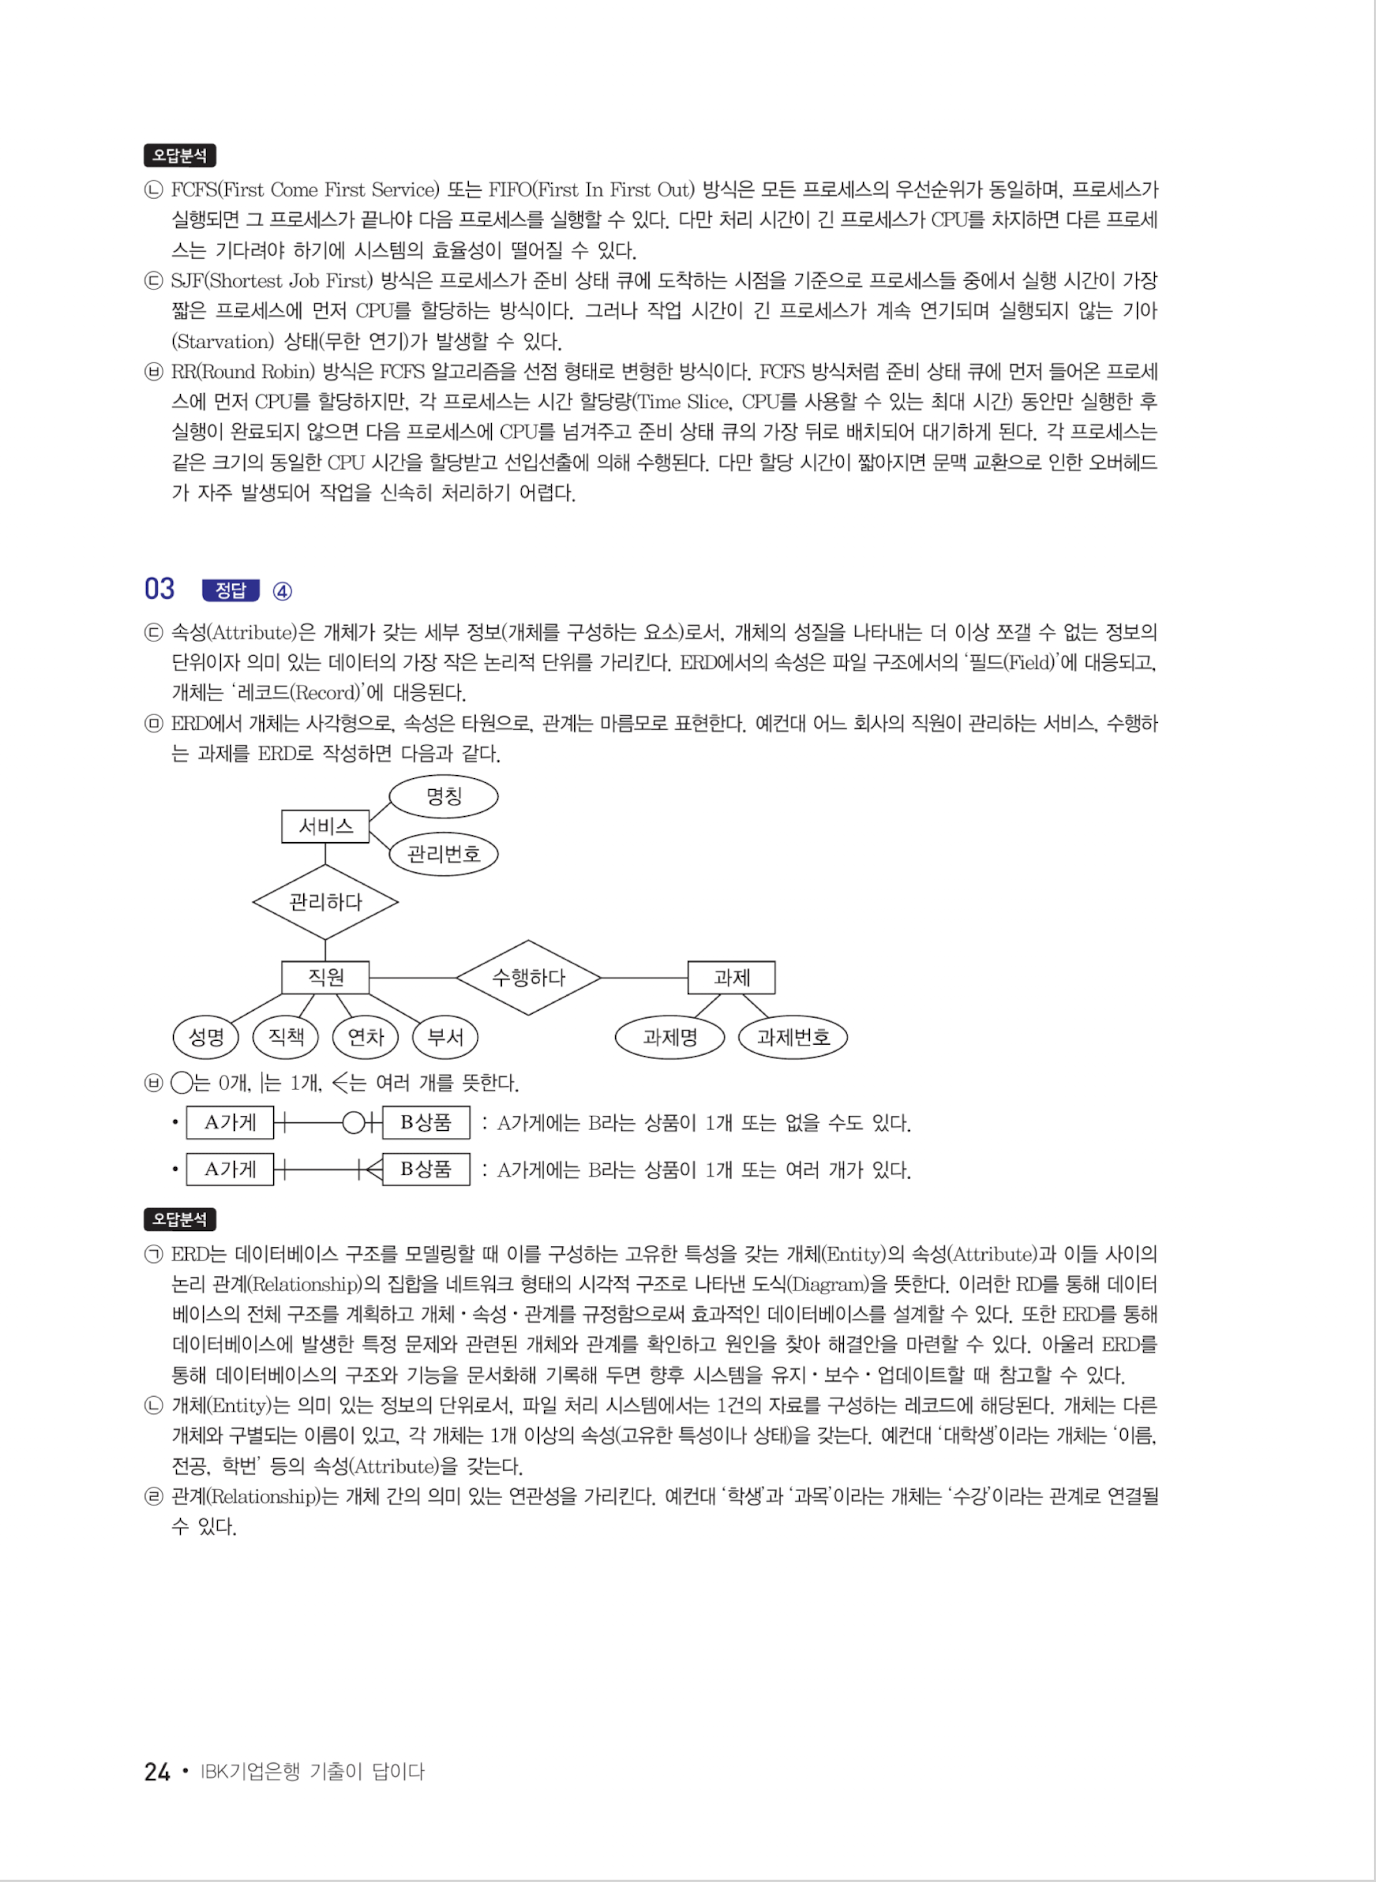 오답분석
㉡ FCFS(First Come First Service) 또는 FIFO(First In First Out) 방식은 모든 프로세스의 우선순위가 동일하며, 프로세스가
실행되면 그 프로세스가 끝나야 다음 프로세스를 실행할 수 있다. 다만 처리 시간이 긴 프로세스가 CPU를 차지하면 다른 프로세
스는 기다려야 하기에 시스템의 효율성이 떨어질 수 있다.
㉢ SJF(Shortest Job First) 방식은 프로세스가 준비 상태 큐에 도착하는 시점을 기준으로 프로세스들 중에서 실행 시간이 가장
짧은 프로세스에 먼저 CPU를 할당하는 방식이다. 그러나 작업 시간이 긴 프로세스가 계속 연기되며 실행되지 않는 기아
(Starvation) 상태(무한 연기)가 발생할 수 있다.
㉥ RR(Round Robin) 방식은 FCFS 알고리즘을 선점 형태로 변형한 방식이다. FCFS 방식처럼 준비 상태 큐에 먼저 들어온 프로세
스에 먼저 CPU를 할당하지만, 각 프로세스는 시간 할당량(Time Slice, CPU를 사용할 수 있는 최대 시간) 동안만 실행한 후
실행이 완료되지 않으면 다음 프로세스에 CPU를 넘겨주고 준비 상태 큐의 가장 뒤로 배치되어 대기하게 된다. 각 프로세스는
같은 크기의 동일한 CPU 시간을 할당받고 선입선출에 의해 수행된다. 다만 할당 시간이 짧아지면 문맥 교환으로 인한 오버헤드
가 자주 발생되어 작업을 신속히 처리하기 어렵다.
03 정답 ④
㉢ 속성(Attribute)은 개체가 갖는 세부 정보(개체를 구성하는 요소)로서, 개체의 성질을 나타내는 더 이상 쪼갤 수 없는 정보의
단위이자 의미 있는 데이터의 가장 작은 논리적 단위를 가리킨다. ERD에서의 속성은 파일 구조에서의 ‘필드(Field)’에 대응되고,
개체는 ‘레코드(Record)’에 대응된다.
㉤ ERD에서 개체는 사각형으로, 속성은 타원으로, 관계는 마름모로 표현한다. 예컨대 어느 회사의 직원이 관리하는 서비스, 수행하
는 과제를 ERD로 작성하면 다음과 같다.
명칭
서비스
관리번호
관리하다
직원 수행하다 과제
성명 직책 연차 부서 과제명 과제번호
㉥ ◯는 0개, |는 1개, <는 여러 개를 뜻한다.
• A가게 B상품 : A가게에는 B라는 상품이 1개 또는 없을 수도 있다.
• A가게 B상품 : A가게에는 B라는 상품이 1개 또는 여러 개가 있다.
오답분석
㉠ ERD는 데이터베이스 구조를 모델링할 때 이를 구성하는 고유한 특성을 갖는 개체(Entity)의 속성(Attribute)과 이들 사이의
논리 관계(Relationship)의 집합을 네트워크 형태의 시각적 구조로 나타낸 도식(Diagram)을 뜻한다. 이러한 RD를 통해 데이터
베이스의 전체 구조를 계획하고 개체・속성・관계를 규정함으로써 효과적인 데이터베이스를 설계할 수 있다. 또한 ERD를 통해
데이터베이스에 발생한 특정 문제와 관련된 개체와 관계를 확인하고 원인을 찾아 해결안을 마련할 수 있다. 아울러 ERD를
통해 데이터베이스의 구조와 기능을 문서화해 기록해 두면 향후 시스템을 유지・보수・업데이트할 때 참고할 수 있다.
㉡ 개체(Entity)는 의미 있는 정보의 단위로서, 파일 처리 시스템에서는 1건의 자료를 구성하는 레코드에 해당된다. 개체는 다른
개체와 구별되는 이름이 있고, 각 개체는 1개 이상의 속성(고유한 특성이나 상태)을 갖는다. 예컨대 ‘대학생’이라는 개체는 ‘이름,
전공, 학번’ 등의 속성(Attribute)을 갖는다.
㉣ 관계(Relationship)는 개체 간의 의미 있는 연관성을 가리킨다. 예컨대 ‘학생’과 ‘과목’이라는 개체는 ‘수강’이라는 관계로 연결될
수 있다.
24 • IBK기업은행 기출이 답이다